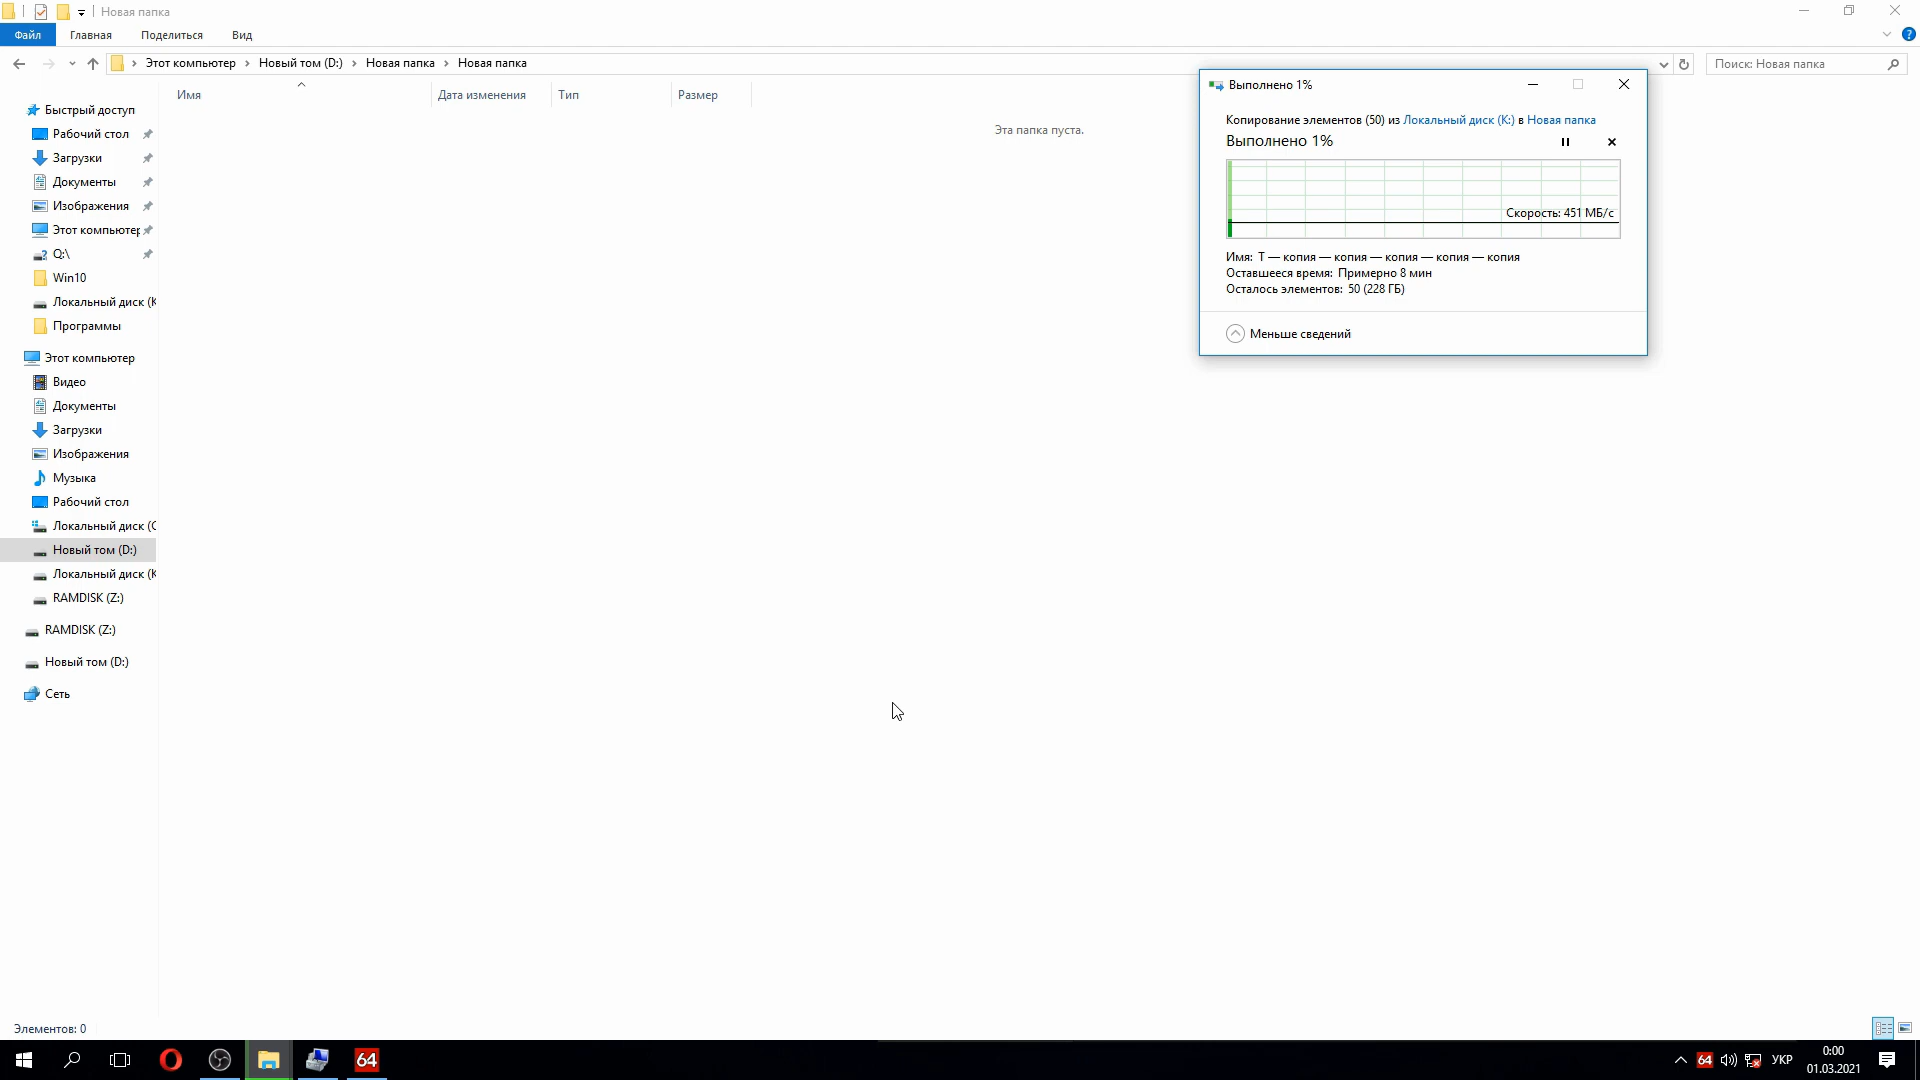 Новая папка
Файл Главная Поделиться Вид
Этот компьютер Новый том (D:) Новая папка Новая папка
Поиск: Новая папка
Имя Дата изменения Тип Размер
Эта папка пуста.
Быстрый доступ
Рабочий стол
Загрузки
Документы
Изображения
Этот компьютер
Q:\
Win10
Локальный диск (K
Программы
Этот компьютер
Видео
Документы
Загрузки
Изображения
Музыка
Рабочий стол
Локальный диск (C
Новый том (D:)
Локальный диск (K
RAMDISK (Z:)
RAMDISK (Z:)
Новый том (D:)
Сеть
Выполнено 1%
Копирование элементов (50) из Локальный диск (K:) в Новая папка
Выполнено 1%
Скорость: 451 МБ/с
Имя: T — копия — копия — копия — копия — копия
Оставшееся время: Примерно 8 мин
Осталось элементов: 50 (228 ГБ)
Меньше сведений
Элементов: 0
64
64 УКР
0:00
01.03.2021